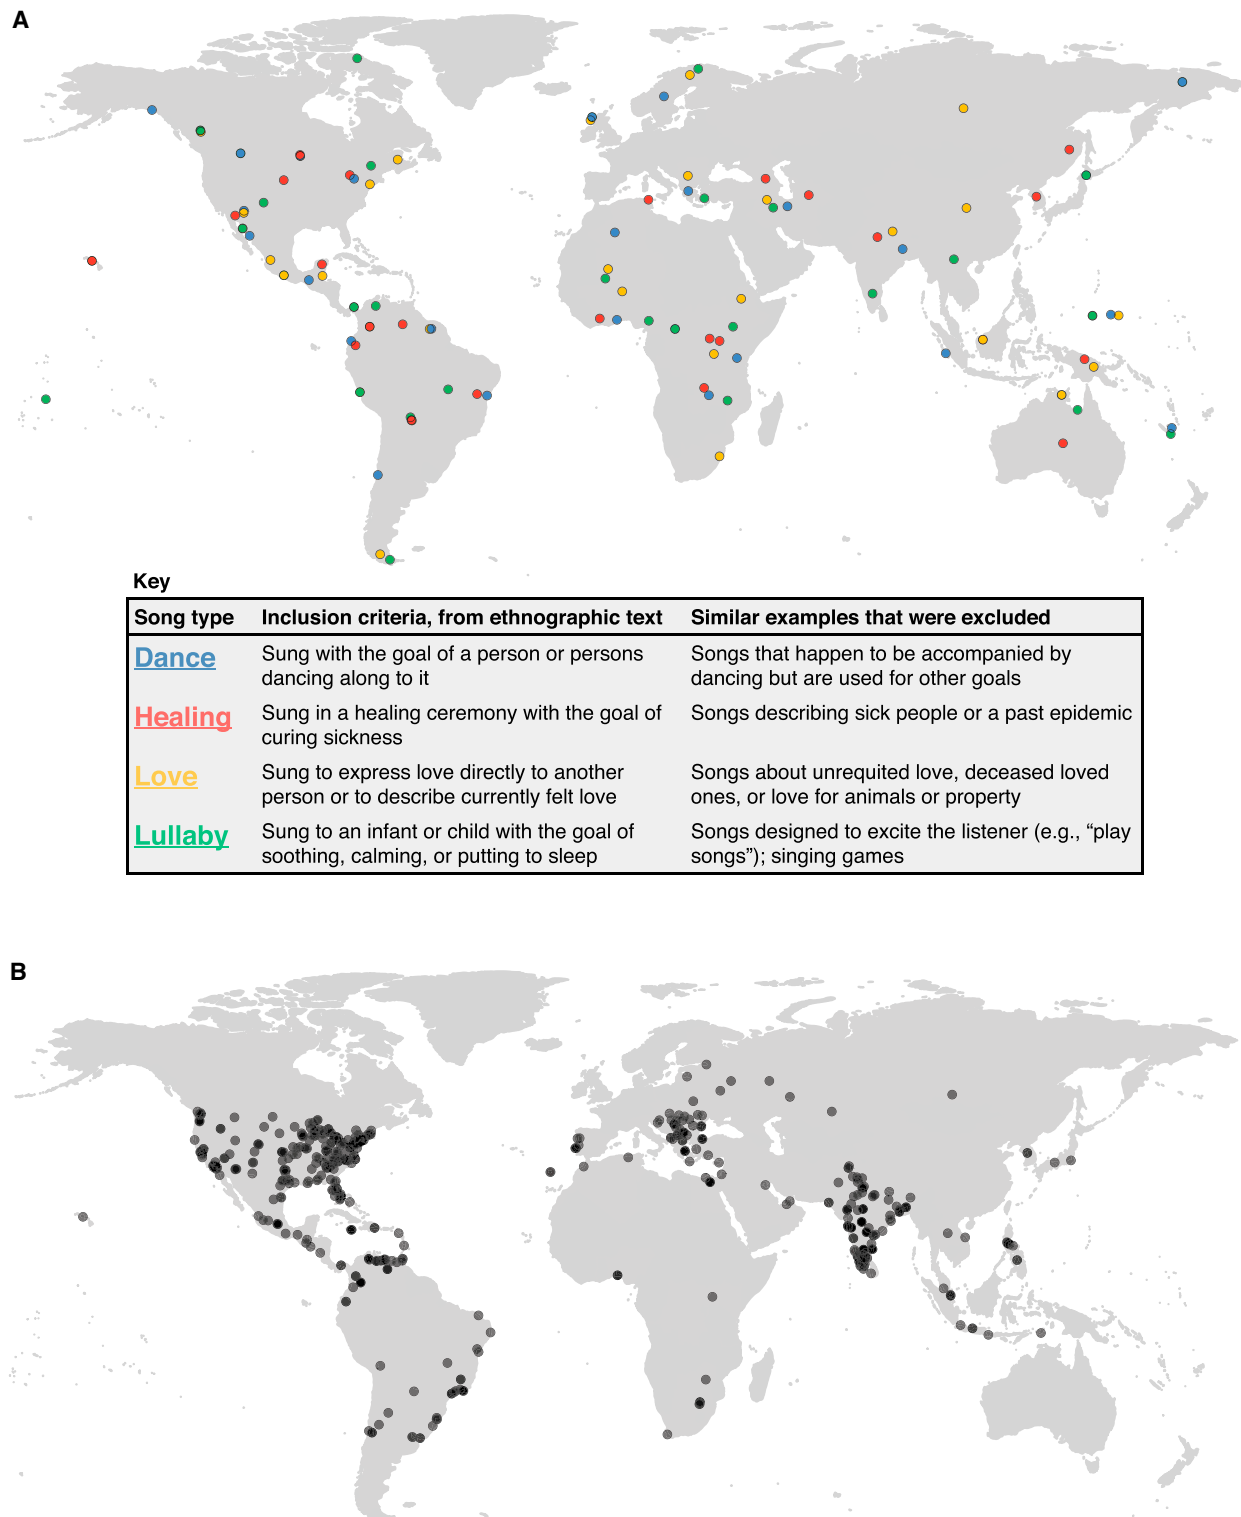 A
Key
Song type Inclusion criteria, from ethnographic text Similar examples that were excluded
Dance Sung with the goal of a person or persons Songs that happen to be accompanied by
dancing along to it dancing but are used for other goals
Healing Sung in a healing ceremony with the goal of Songs describing sick people or a past epidemic
curing sickness
Love Sung to express love directly to another Songs about unrequited love, deceased loved
person or to describe currently felt love ones, or love for animals or property
Lullaby Sung to an infant or child with the goal of Songs designed to excite the listener (e.g., “play
soothing, calming, or putting to sleep songs”); singing games
B